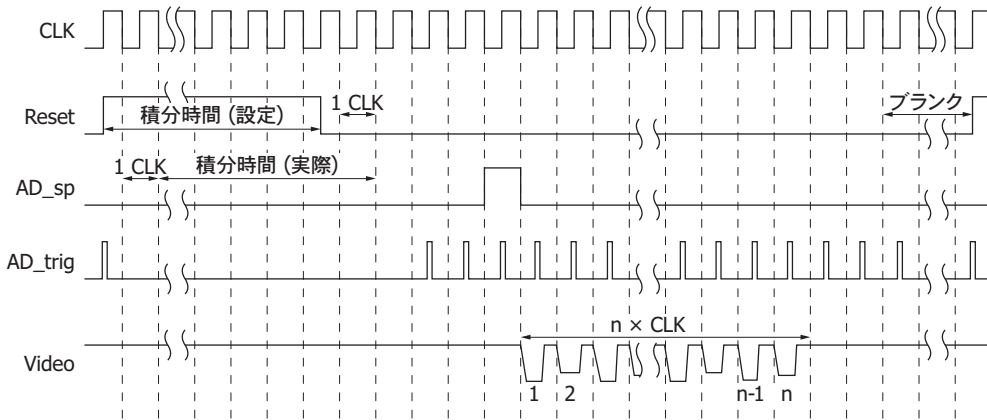 CLK
Reset
積分時間 (設定)
1 CLK
ブランク
1 CLK
積分時間 (実際)
AD_sp
AD_trig
n × CLK
Video
1
2
n-1
n